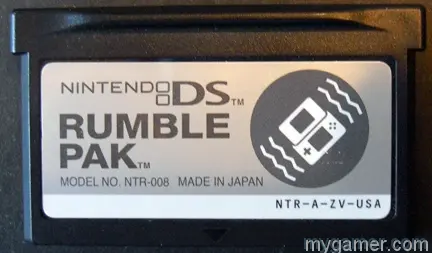 NINTENDO DS™
RUMBLE
PAK™
MODEL NO. NTR-008 MADE IN JAPAN
NTR-A-ZV-USA
mygamer.com